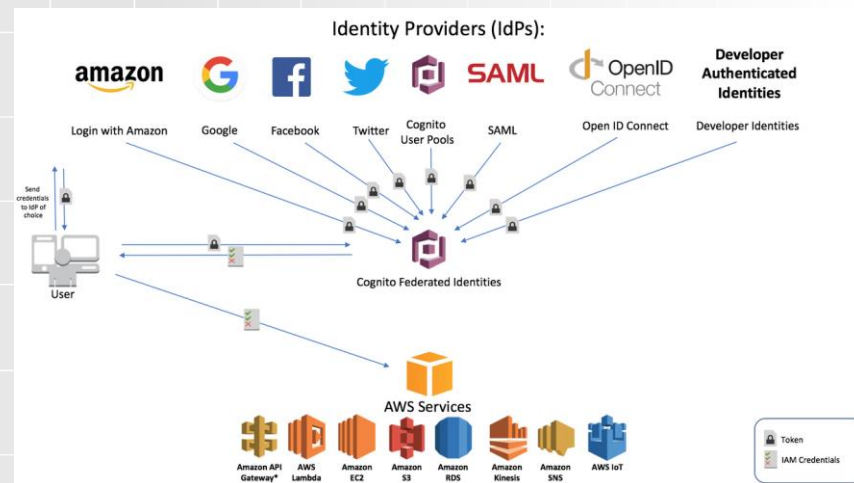 Identity Providers (IdPs):
amazon
SAML
OpenID
Connect
Developer
Authenticated
Identities
Login with Amazon
Google
Facebook
Twitter
Cognito
User Pools
SAML
Open ID Connect
Developer Identities
Send
credentials
to IdP of
choice
User
Cognito Federated Identities
AWS Services
Amazon API
Gateway*
AWS
Lambda
Amazon
EC2
Amazon
S3
Amazon
RDS
Amazon
Kinesis
Amazon
SNS
AWS IoT
Token
IAM Credentials